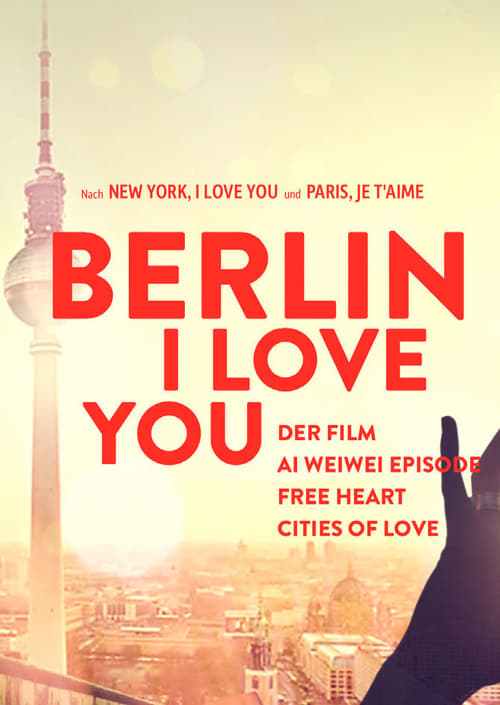 Nach NEW YORK, I LOVE YOU und PARIS, JE T'AIME
BERLIN
I LOVE
YOU
DER FILM
AI WEIWEI EPISODE
FREE HEART
CITIES OF LOVE